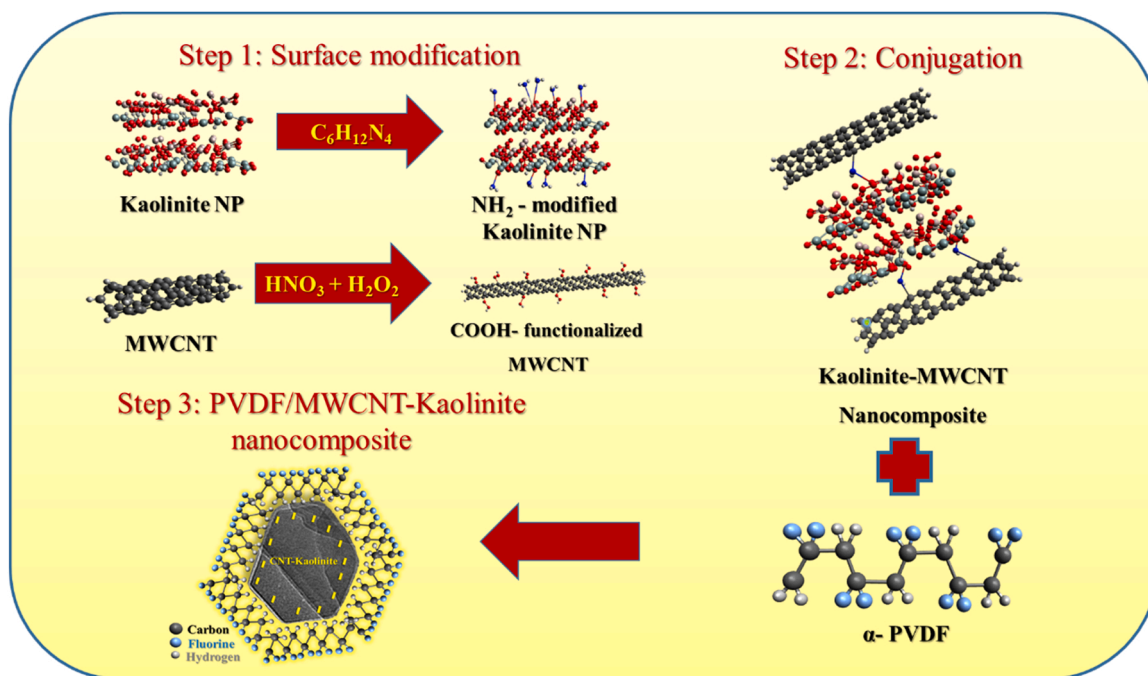 Step 1: Surface modification
C₆H₁₂N₄
Kaolinite NP
NH₂ - modified
Kaolinite NP
HNO₃ + H₂O₂
MWCNT
COOH- functionalized
MWCNT
Step 2: Conjugation
Kaolinite-MWCNT
Nanocomposite
α- PVDF
Step 3: PVDF/MWCNT-Kaolinite
nanocomposite
CNT-Kaolinite
Carbon
Fluorine
Hydrogen